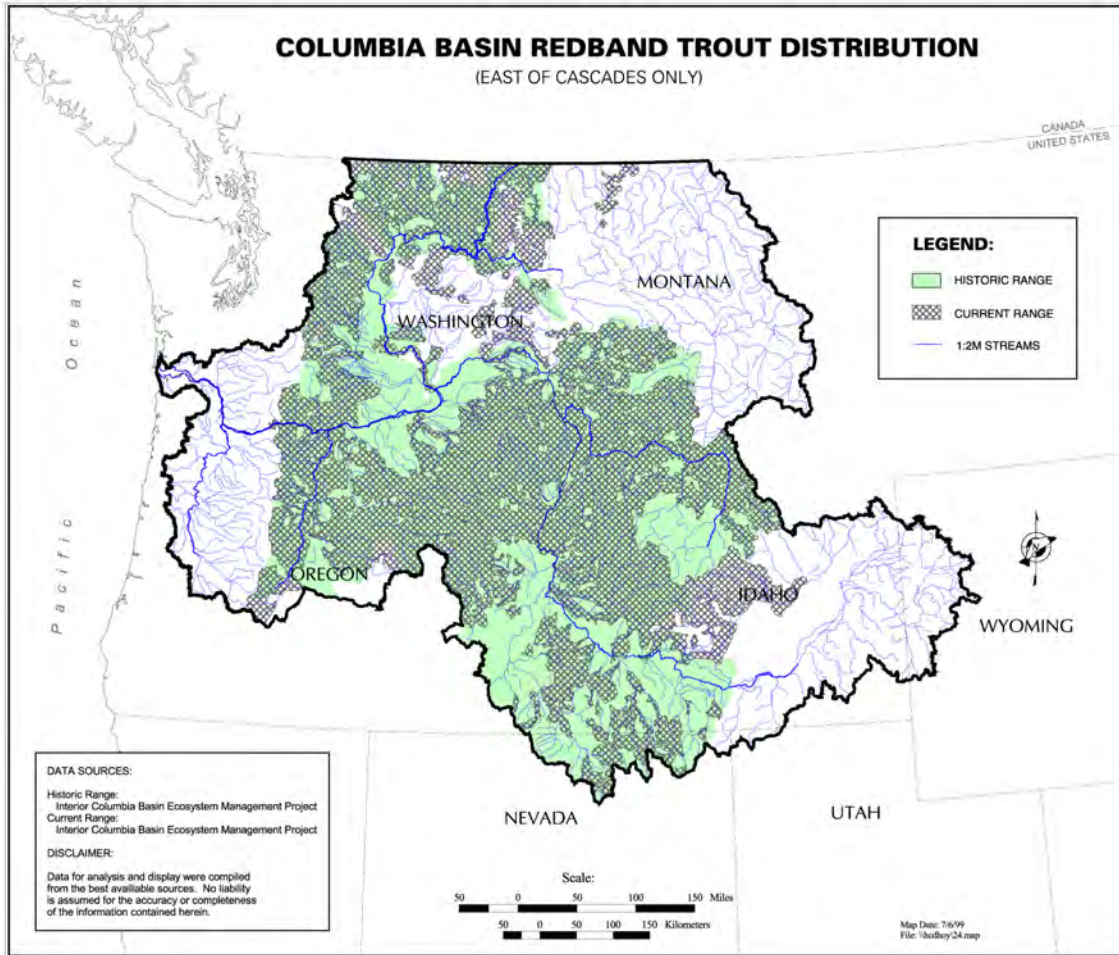 COLUMBIA BASIN REDBAND TROUT DISTRIBUTION
(EAST OF CASCADES ONLY)
CANADA
UNITED STATES
LEGEND:
HISTORIC RANGE
CURRENT RANGE
1:2M STREAMS
Pacific Ocean
MONTANA
WASHINGTON
OREGON
IDAHO
WYOMING
NEVADA
UTAH
N
DATA SOURCES:
Historic Range:
Interior Columbia Basin Ecosystem Management Project
Current Range:
Interior Columbia Basin Ecosystem Management Project
DISCLAIMER:
Data for analysis and display were compiled
from the best availiable sources. No liability
is assumed for the accuracy or completeness
of the information contained herein.
Scale:
50 0 50 100 150 Miles
50 0 50 100 150 Kilometers
Map Date: 7/6/99